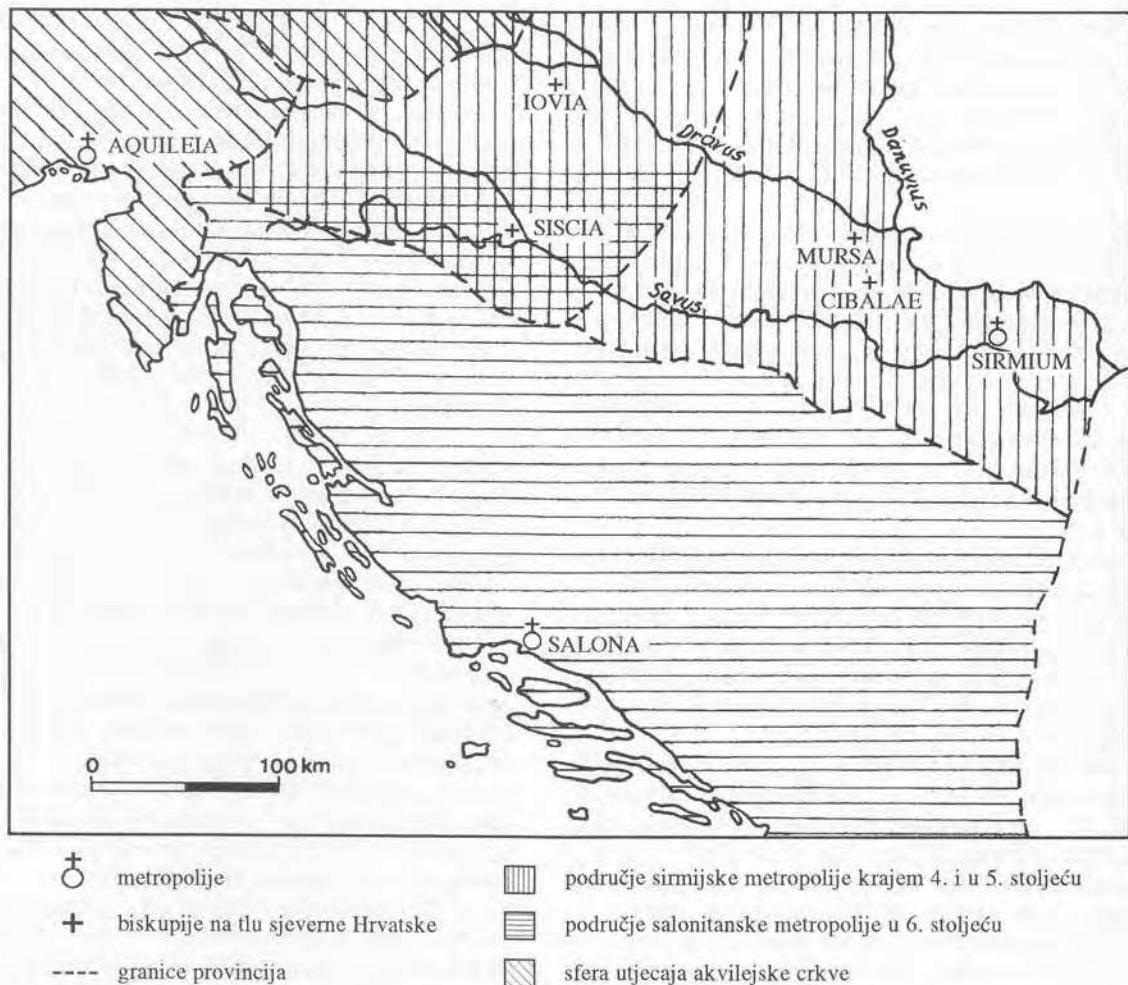 IOVIA
AQUILEIA
Dravus
Danuvius
SISCIA
MURSA
CIBALAE
Savus
SIRMIUM
SALONA
0 100 km
metropolije
biskupije na tlu sjeverne Hrvatske
granice provincija
područje sirmijske metropolije krajem 4. i u 5. stoljeću
područje salonitanske metropolije u 6. stoljeću
sfera utjecaja akvilejske crkve